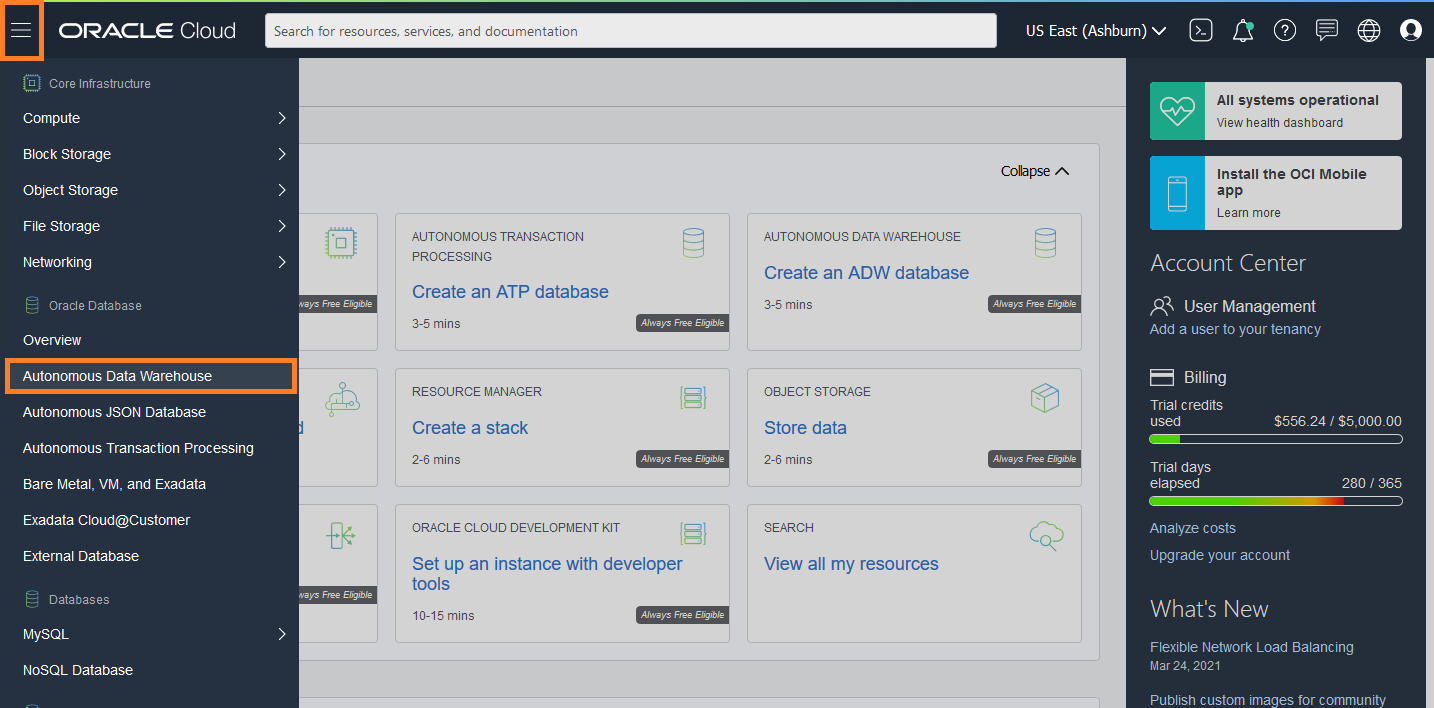 ORACLE Cloud
Search for resources, services, and documentation
US East (Ashburn)
Core Infrastructure
Compute
Block Storage
Object Storage
File Storage
Networking
Oracle Database
Overview
Autonomous Data Warehouse
Autonomous JSON Database
Autonomous Transaction Processing
Bare Metal, VM, and Exadata
Exadata Cloud@Customer
External Database
Databases
MySQL
NoSQL Database
Collapse
ways Free Eligible
AUTONOMOUS TRANSACTION
PROCESSING
Create an ATP database
3-5 mins
Always Free Eligible
AUTONOMOUS DATA WAREHOUSE
Create an ADW database
3-5 mins
Always Free Eligible
d
RESOURCE MANAGER
Create a stack
2-6 mins
Always Free Eligible
OBJECT STORAGE
Store data
2-6 mins
Always Free Eligible
ways Free Eligible
ORACLE CLOUD DEVELOPMENT KIT
Set up an instance with developer
tools
10-15 mins
Always Free Eligible
SEARCH
View all my resources
All systems operational
View health dashboard
Install the OCI Mobile
app
Learn more
Account Center
User Management
Add a user to your tenancy
Billing
Trial credits
used $556.24 / $5,000.00
Trial days
elapsed 280 / 365
Analyze costs
Upgrade your account
What's New
Flexible Network Load Balancing
Mar 24, 2021
Publish custom images for community